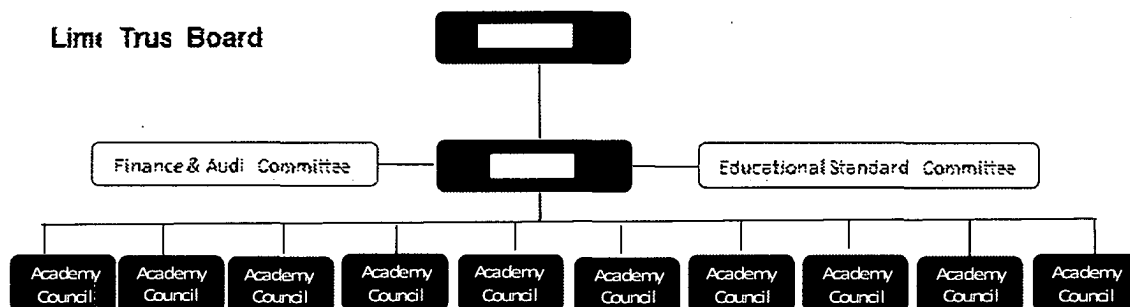 Lime Trus Board
Finance & Audi Committee
Educational Standard Committee
Academy
Council
Academy
Council
Academy
Council
Academy
Council
Academy
Council
Academy
Council
Academy
Council
Academy
Council
Academy
Council
Academy
Council